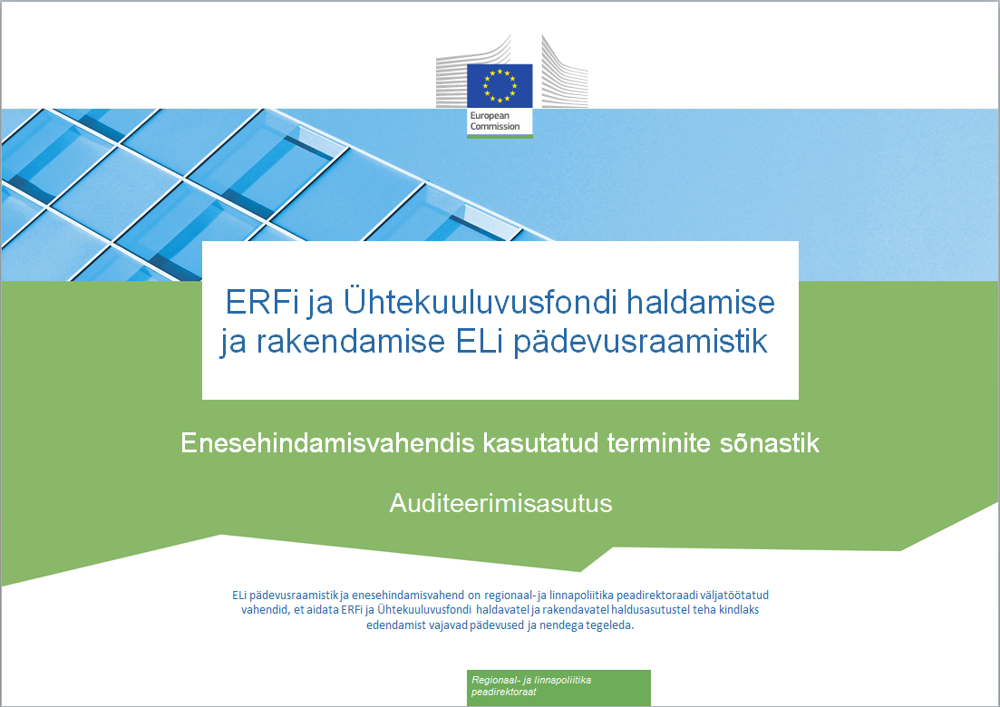 European
Commission
ERFi ja Ühtekuuluvusfondi haldamise
ja rakendamise ELi pädevusraamistik
Enesehindamisvahendis kasutatud terminite sõnastik
Auditeerimisasutus
ELi pädevusraamistik ja enesehindamisvahend on regionaal- ja linnapoliitika peadirektoraadi väljatöötatud
vahendid, et aidata ERFi ja Ühtekuuluvusfondi haldavatel ja rakendavatel haldusasutustel teha kindlaks
edendamist vajavad pädevused ja nendega tegeleda.
Regionaal- ja linnapoliitika
peadirektoraat